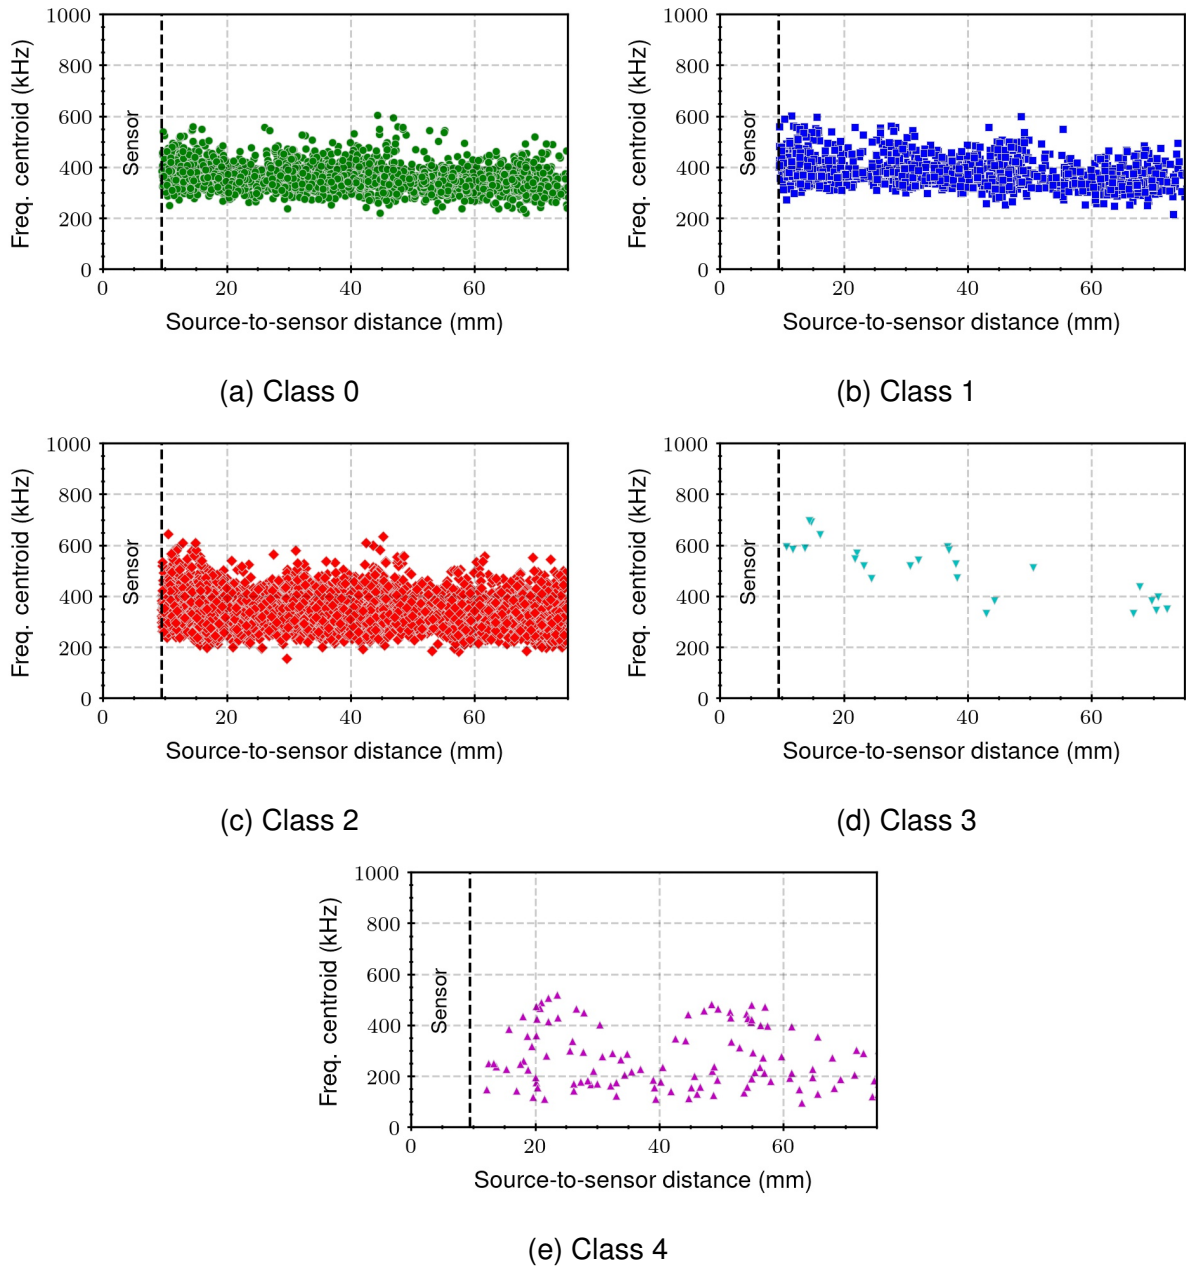 1000
800
600
400
200
0
Freq. centroid (kHz)
Sensor
0 20 40 60
Source-to-sensor distance (mm)
(a) Class 0
1000
800
600
400
200
0
Freq. centroid (kHz)
Sensor
0 20 40 60
Source-to-sensor distance (mm)
(b) Class 1
1000
800
600
400
200
0
Freq. centroid (kHz)
Sensor
0 20 40 60
Source-to-sensor distance (mm)
(c) Class 2
1000
800
600
400
200
0
Freq. centroid (kHz)
Sensor
0 20 40 60
Source-to-sensor distance (mm)
(d) Class 3
1000
800
600
400
200
0
Freq. centroid (kHz)
Sensor
0 20 40 60
Source-to-sensor distance (mm)
(e) Class 4